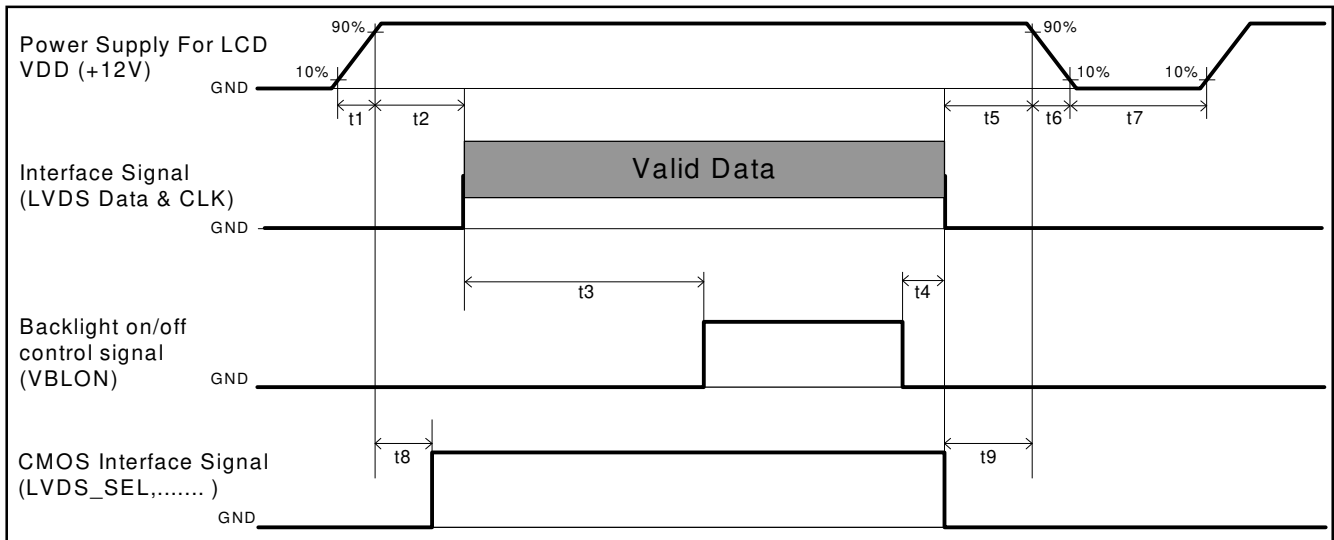 Power Supply For LCD
VDD (+12V)
90%
10%
GND
90%
10%
10%
t1
t2
t5
t6
t7
Interface Signal
(LVDS Data & CLK)
GND
Valid Data
t3
t4
Backlight on/off
control signal
(VBLON)
GND
t8
t9
CMOS Interface Signal
(LVDS_SEL,....... )
GND